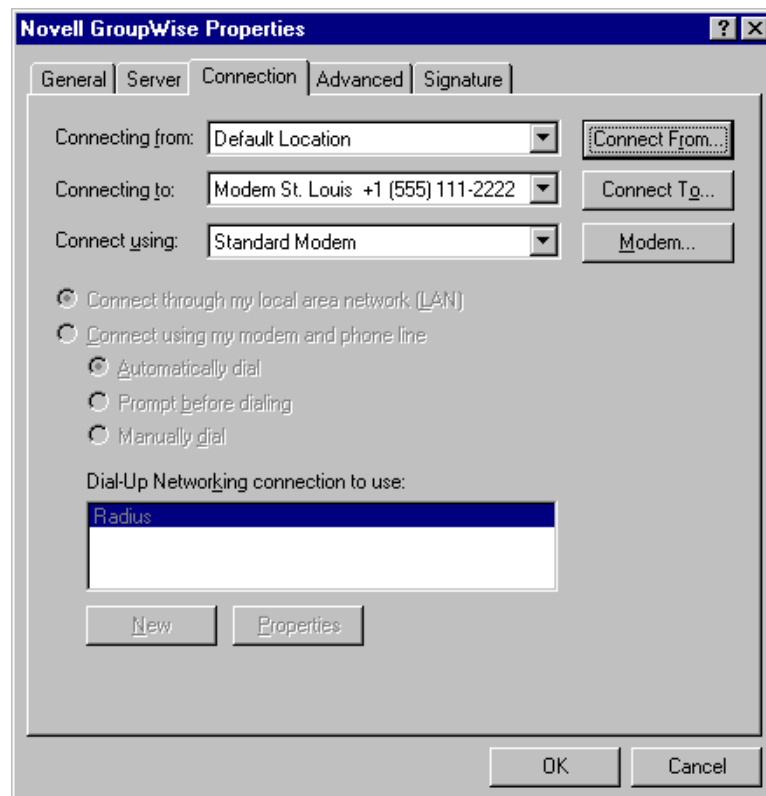 Novell GroupWise Properties
General Server Connection Advanced Signature
Connecting from: Default Location Connect From...
Connecting to: Modem St. Louis +1 (555) 111-2222 Connect To...
Connect using: Standard Modem Modem...
Connect through my local area network (LAN)
Connect using my modem and phone line
Automatically dial
Prompt before dialing
Manually dial
Dial-Up Networking connection to use:
Radius
New Properties
OK Cancel